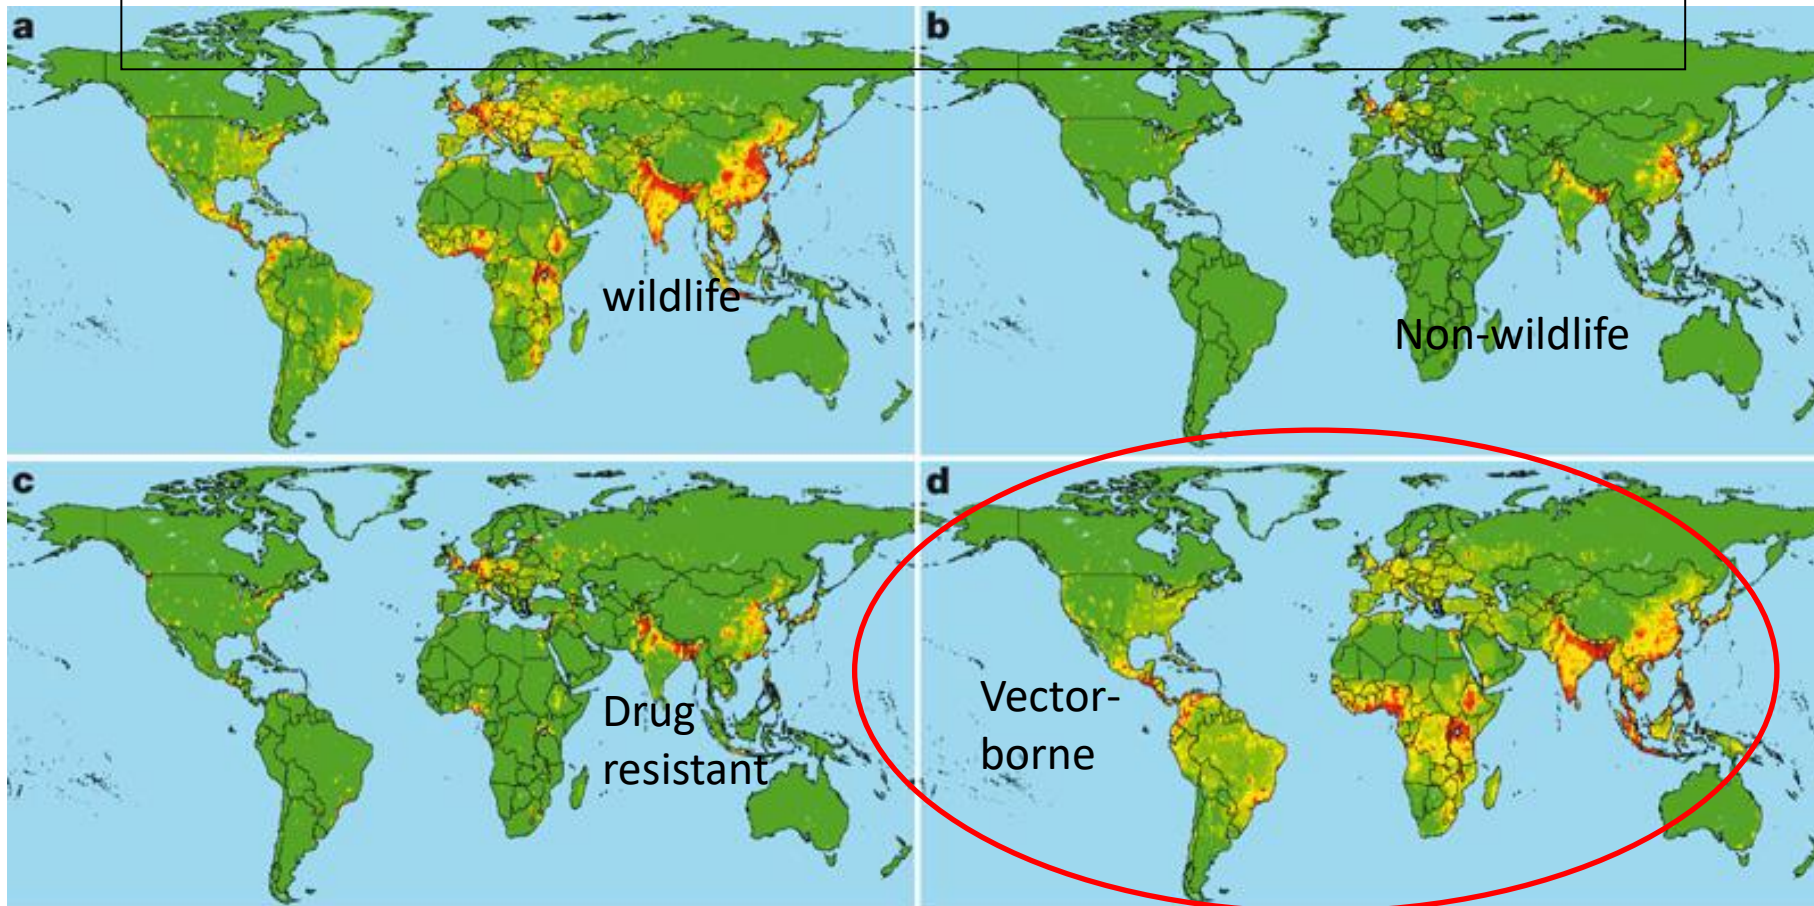 a
b
wildlife
Non-wildlife
c
d
Drug
resistant
Vector-
borne